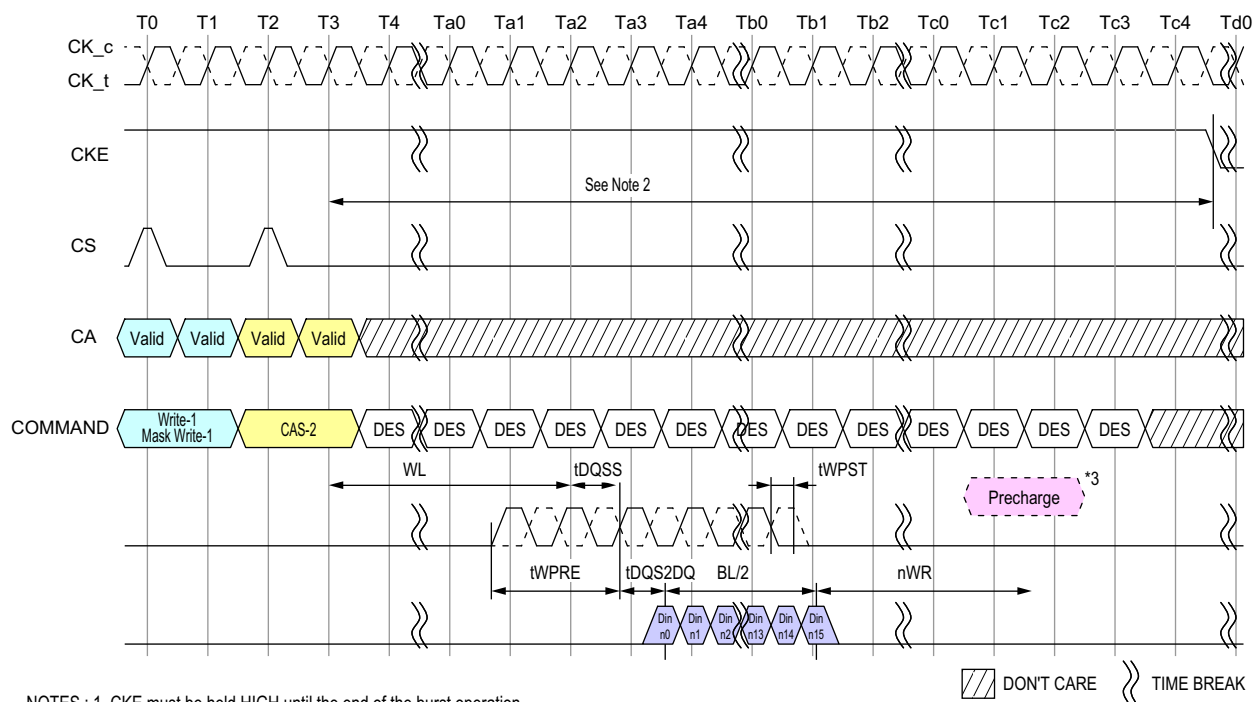 T0 T1 T2 T3 T4 Ta0 Ta1 Ta2 Ta3 Ta4 Tb0 Tb1 Tb2 Tc0 Tc1 Tc2 Tc3 Tc4 Td0
CK_c
CK_t
CKE
See Note 2
CS
CA Valid Valid Valid Valid
COMMAND Write-1 Mask Write-1 CAS-2 DES DES DES DES DES DES DES DES DES DES DES DES DES
WL tDQSS tWPST
Precharge *3
tWPRE tDQS2DQ BL/2 nWR
Din n0 Din n1 Din n2 Din n13 Din n14 Din n15
DON'T CARE TIME BREAK
NOTES : 1. CKE must be held HIGH until the end of the burst operation